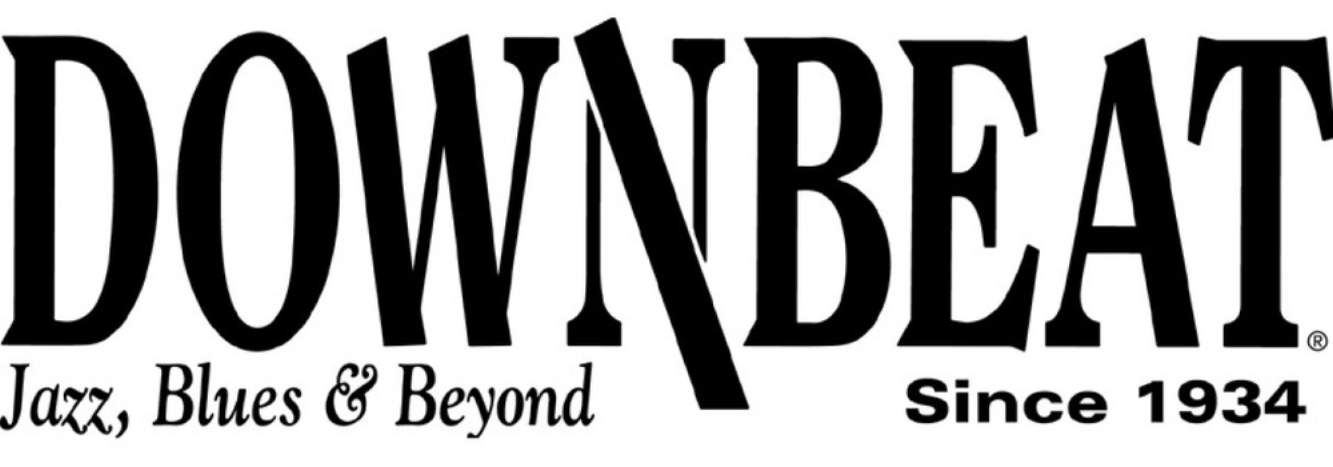 DOWNBEAT®
Jazz, Blues & Beyond
Since 1934